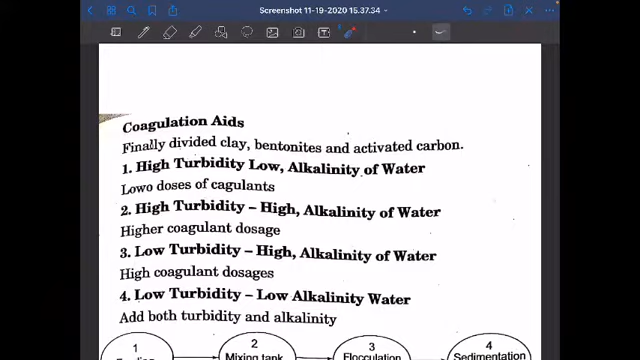 Screenshot 11-19-2020 15.37.34
Coagulation Aids
Finally divided clay, bentonites and activated carbon.
1. High Turbidity Low, Alkalinity of Water
Lowo doses of cagulants
2. High Turbidity – High, Alkalinity of Water
Higher coagulant dosage
3. Low Turbidity – High, Alkalinity of Water
High coagulant dosages
4. Low Turbidity – Low Alkalinity Water
Add both turbidity and alkalinity
1 2 3 4
Mixing tank Flocculation Sedimentation